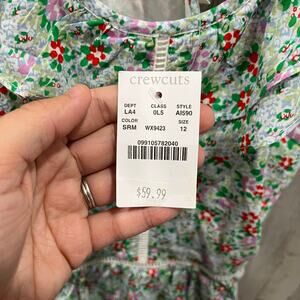 crewcuts
DEPT CLASS STYLE
LA4 0L5 AI590
COLOR SIZE
SRM WX9423 12
099105782040
$59.99